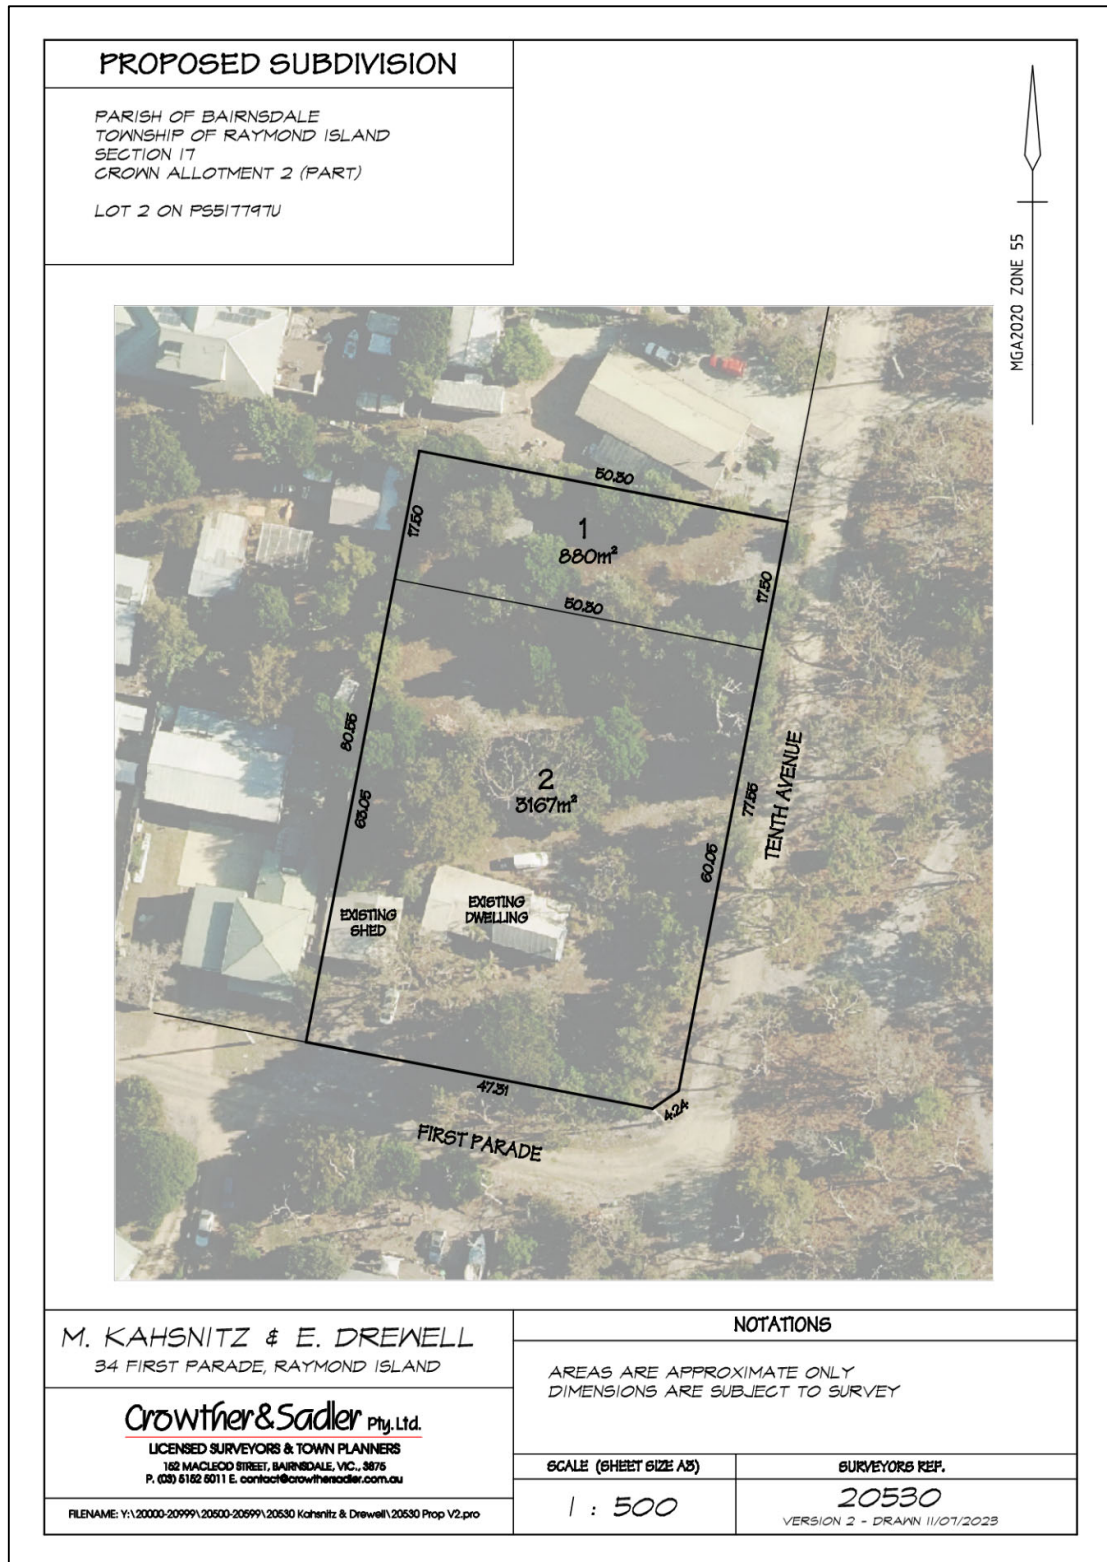 PROPOSED SUBDIVISION
PARISH OF BAIRNSDALE
TOWNSHIP OF RAYMOND ISLAND
SECTION 17
CROWN ALLOTMENT 2 (PART)
LOT 2 ON PS517797U
MGA2020 ZONE 55
50.30
17.50
1
880m²
17.50
50.30
80.55
63.05
2
3167m²
77.55
60.05
TENTH AVENUE
EXISTING
SHED
EXISTING
DWELLING
47.31
4.24
FIRST PARADE
M. KAHSNITZ & E. DREWELL
34 FIRST PARADE, RAYMOND ISLAND
Crowther&Sadler Pty.Ltd.
LICENSED SURVEYORS & TOWN PLANNERS
152 MACLEOD STREET, BAIRNSDALE, VIC., 3875
P. (03) 5152 5011 E. contact@crowthersadler.com.au
FILENAME: Y:\20000-20999\20500-20599\20530 Kahsnitz & Drewell\20530 Prop V2.pro
NOTATIONS
AREAS ARE APPROXIMATE ONLY
DIMENSIONS ARE SUBJECT TO SURVEY
SCALE (SHEET SIZE A3)
1 : 500
SURVEYORS REF.
20530
VERSION 2 - DRAWN 11/07/2023